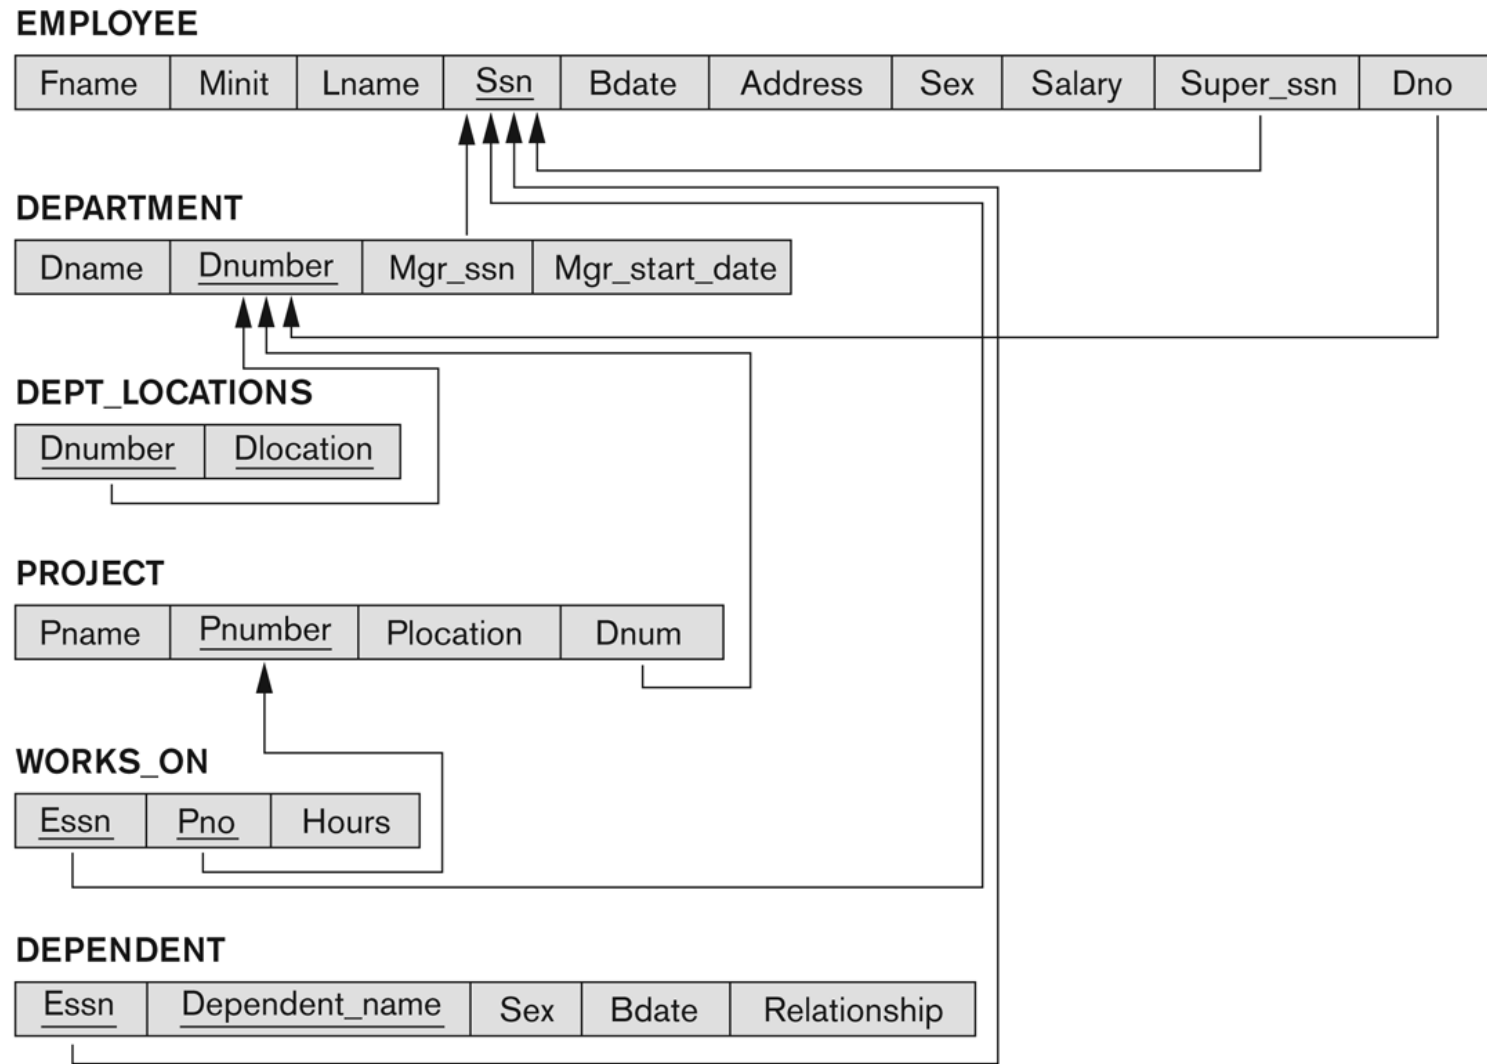 EMPLOYEE
Fname Minit Lname Ssn Bdate Address Sex Salary Super_ssn Dno
DEPARTMENT
Dname Dnumber Mgr_ssn Mgr_start_date
DEPT_LOCATIONS
Dnumber Dlocation
PROJECT
Pname Pnumber Plocation Dnum
WORKS_ON
Essn Pno Hours
DEPENDENT
Essn Dependent_name Sex Bdate Relationship